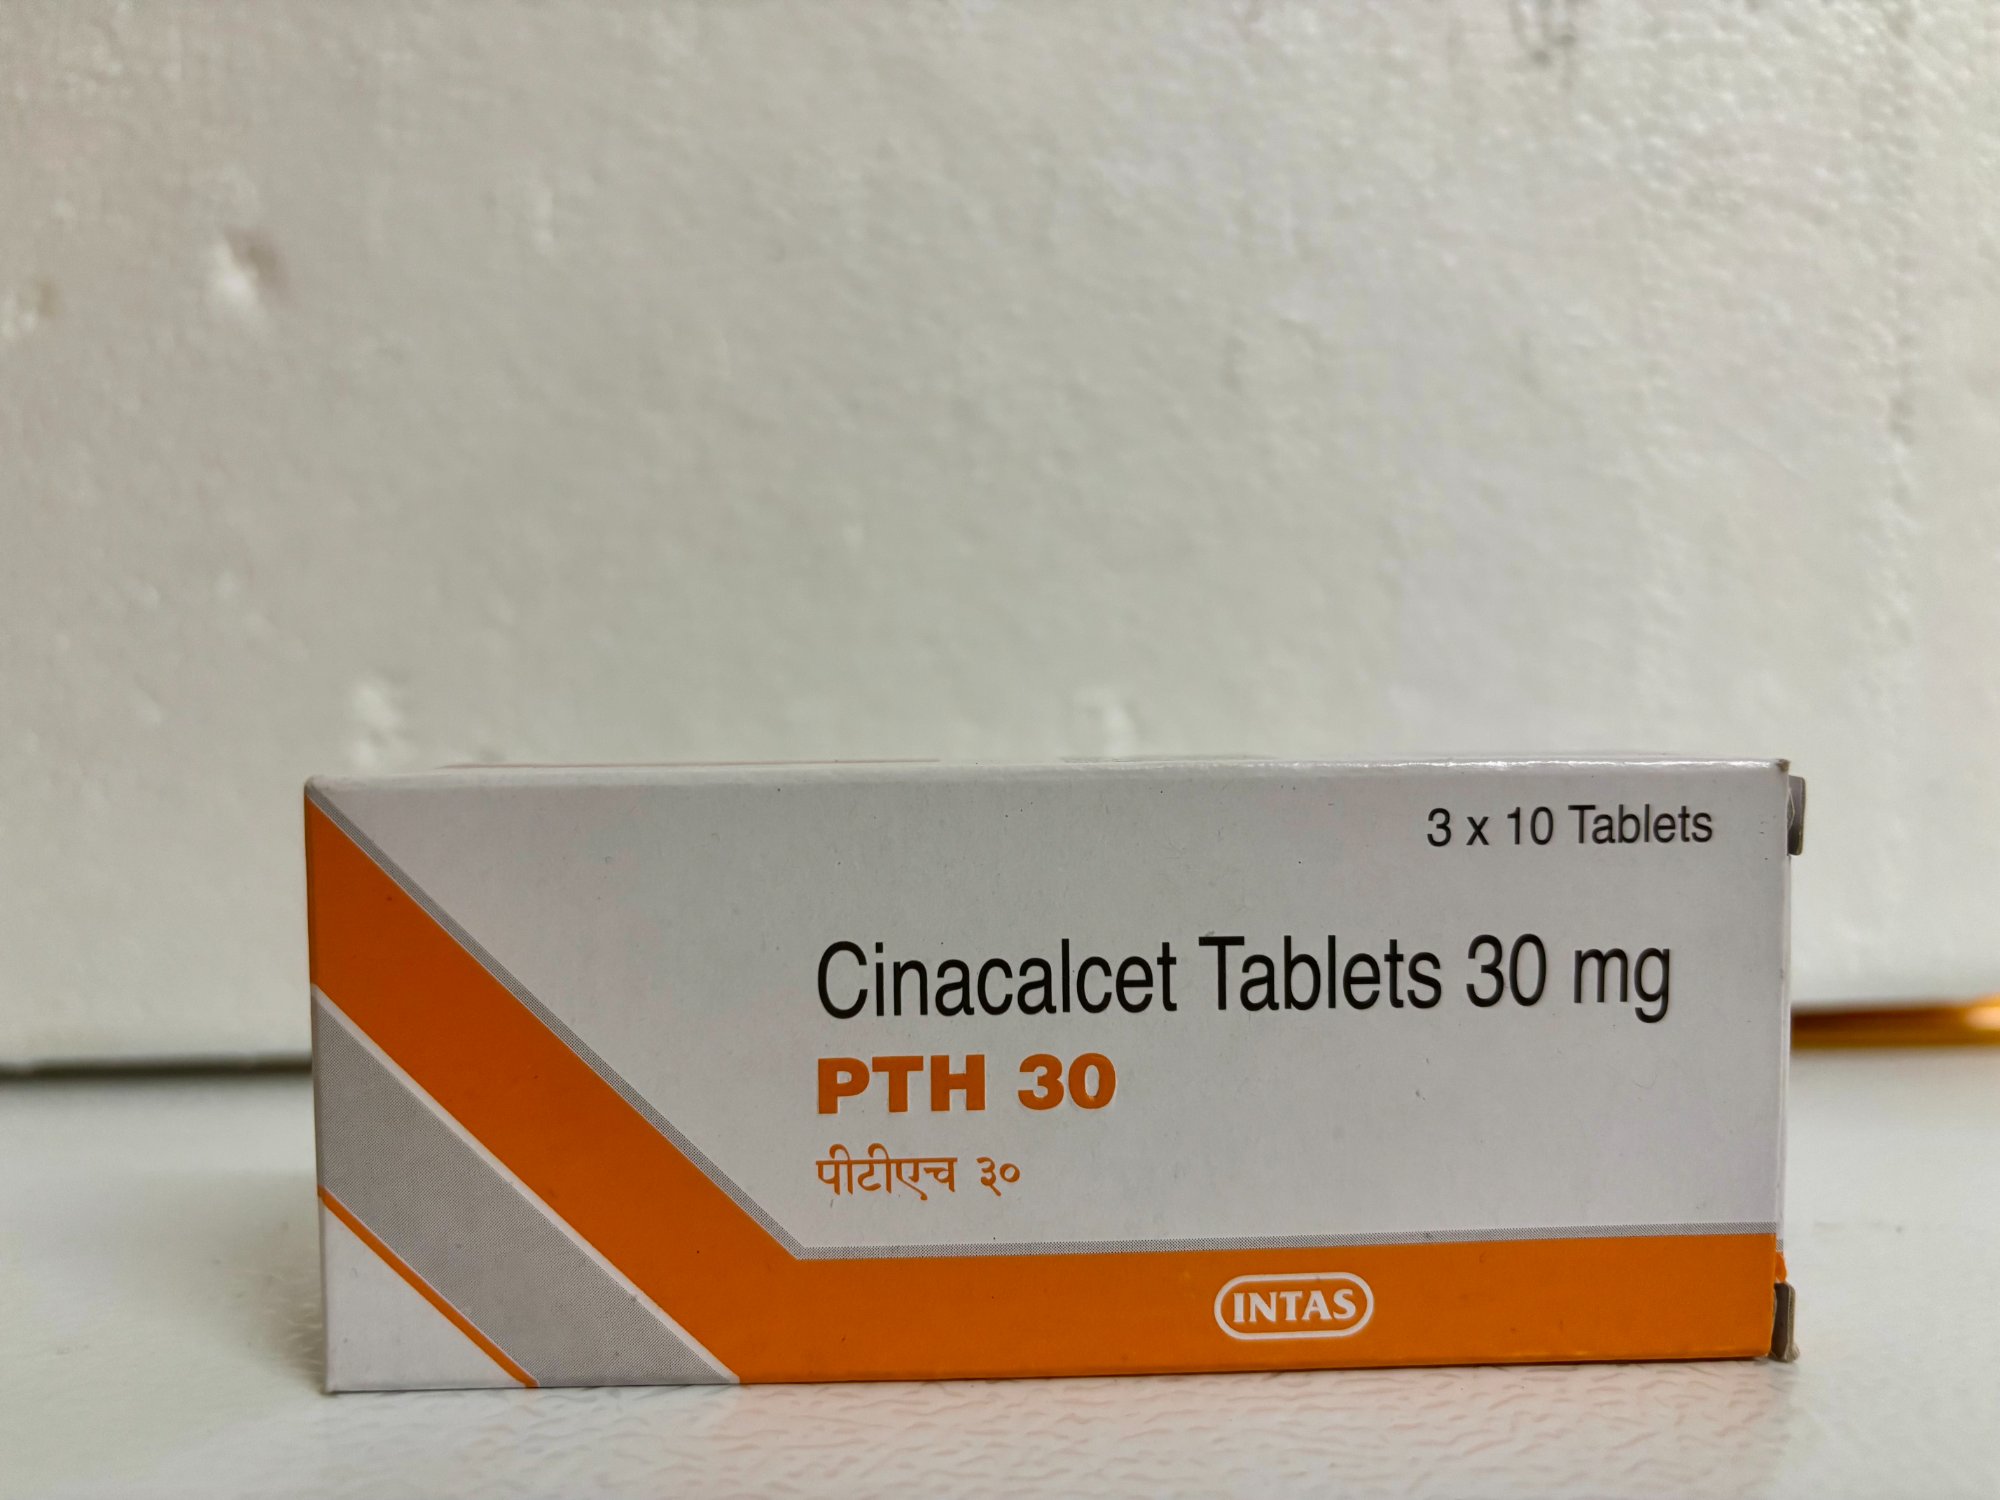 3 x 10 Tablets
Cinacalcet Tablets 30 mg
PTH 30
पीटीएच ३०
INTAS